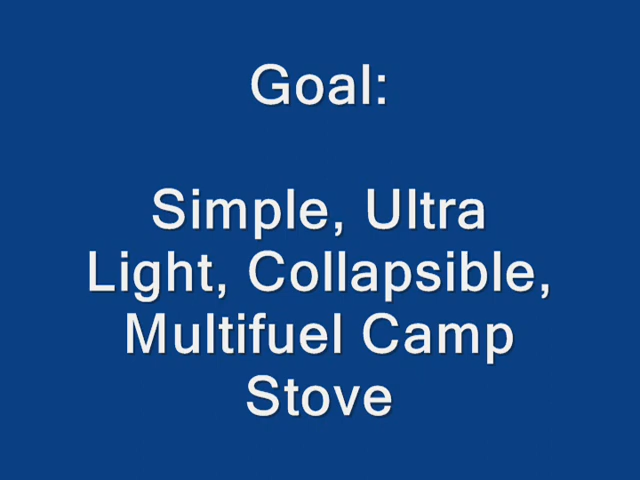 Goal:
Simple, Ultra
Light, Collapsible,
Multifuel Camp
Stove